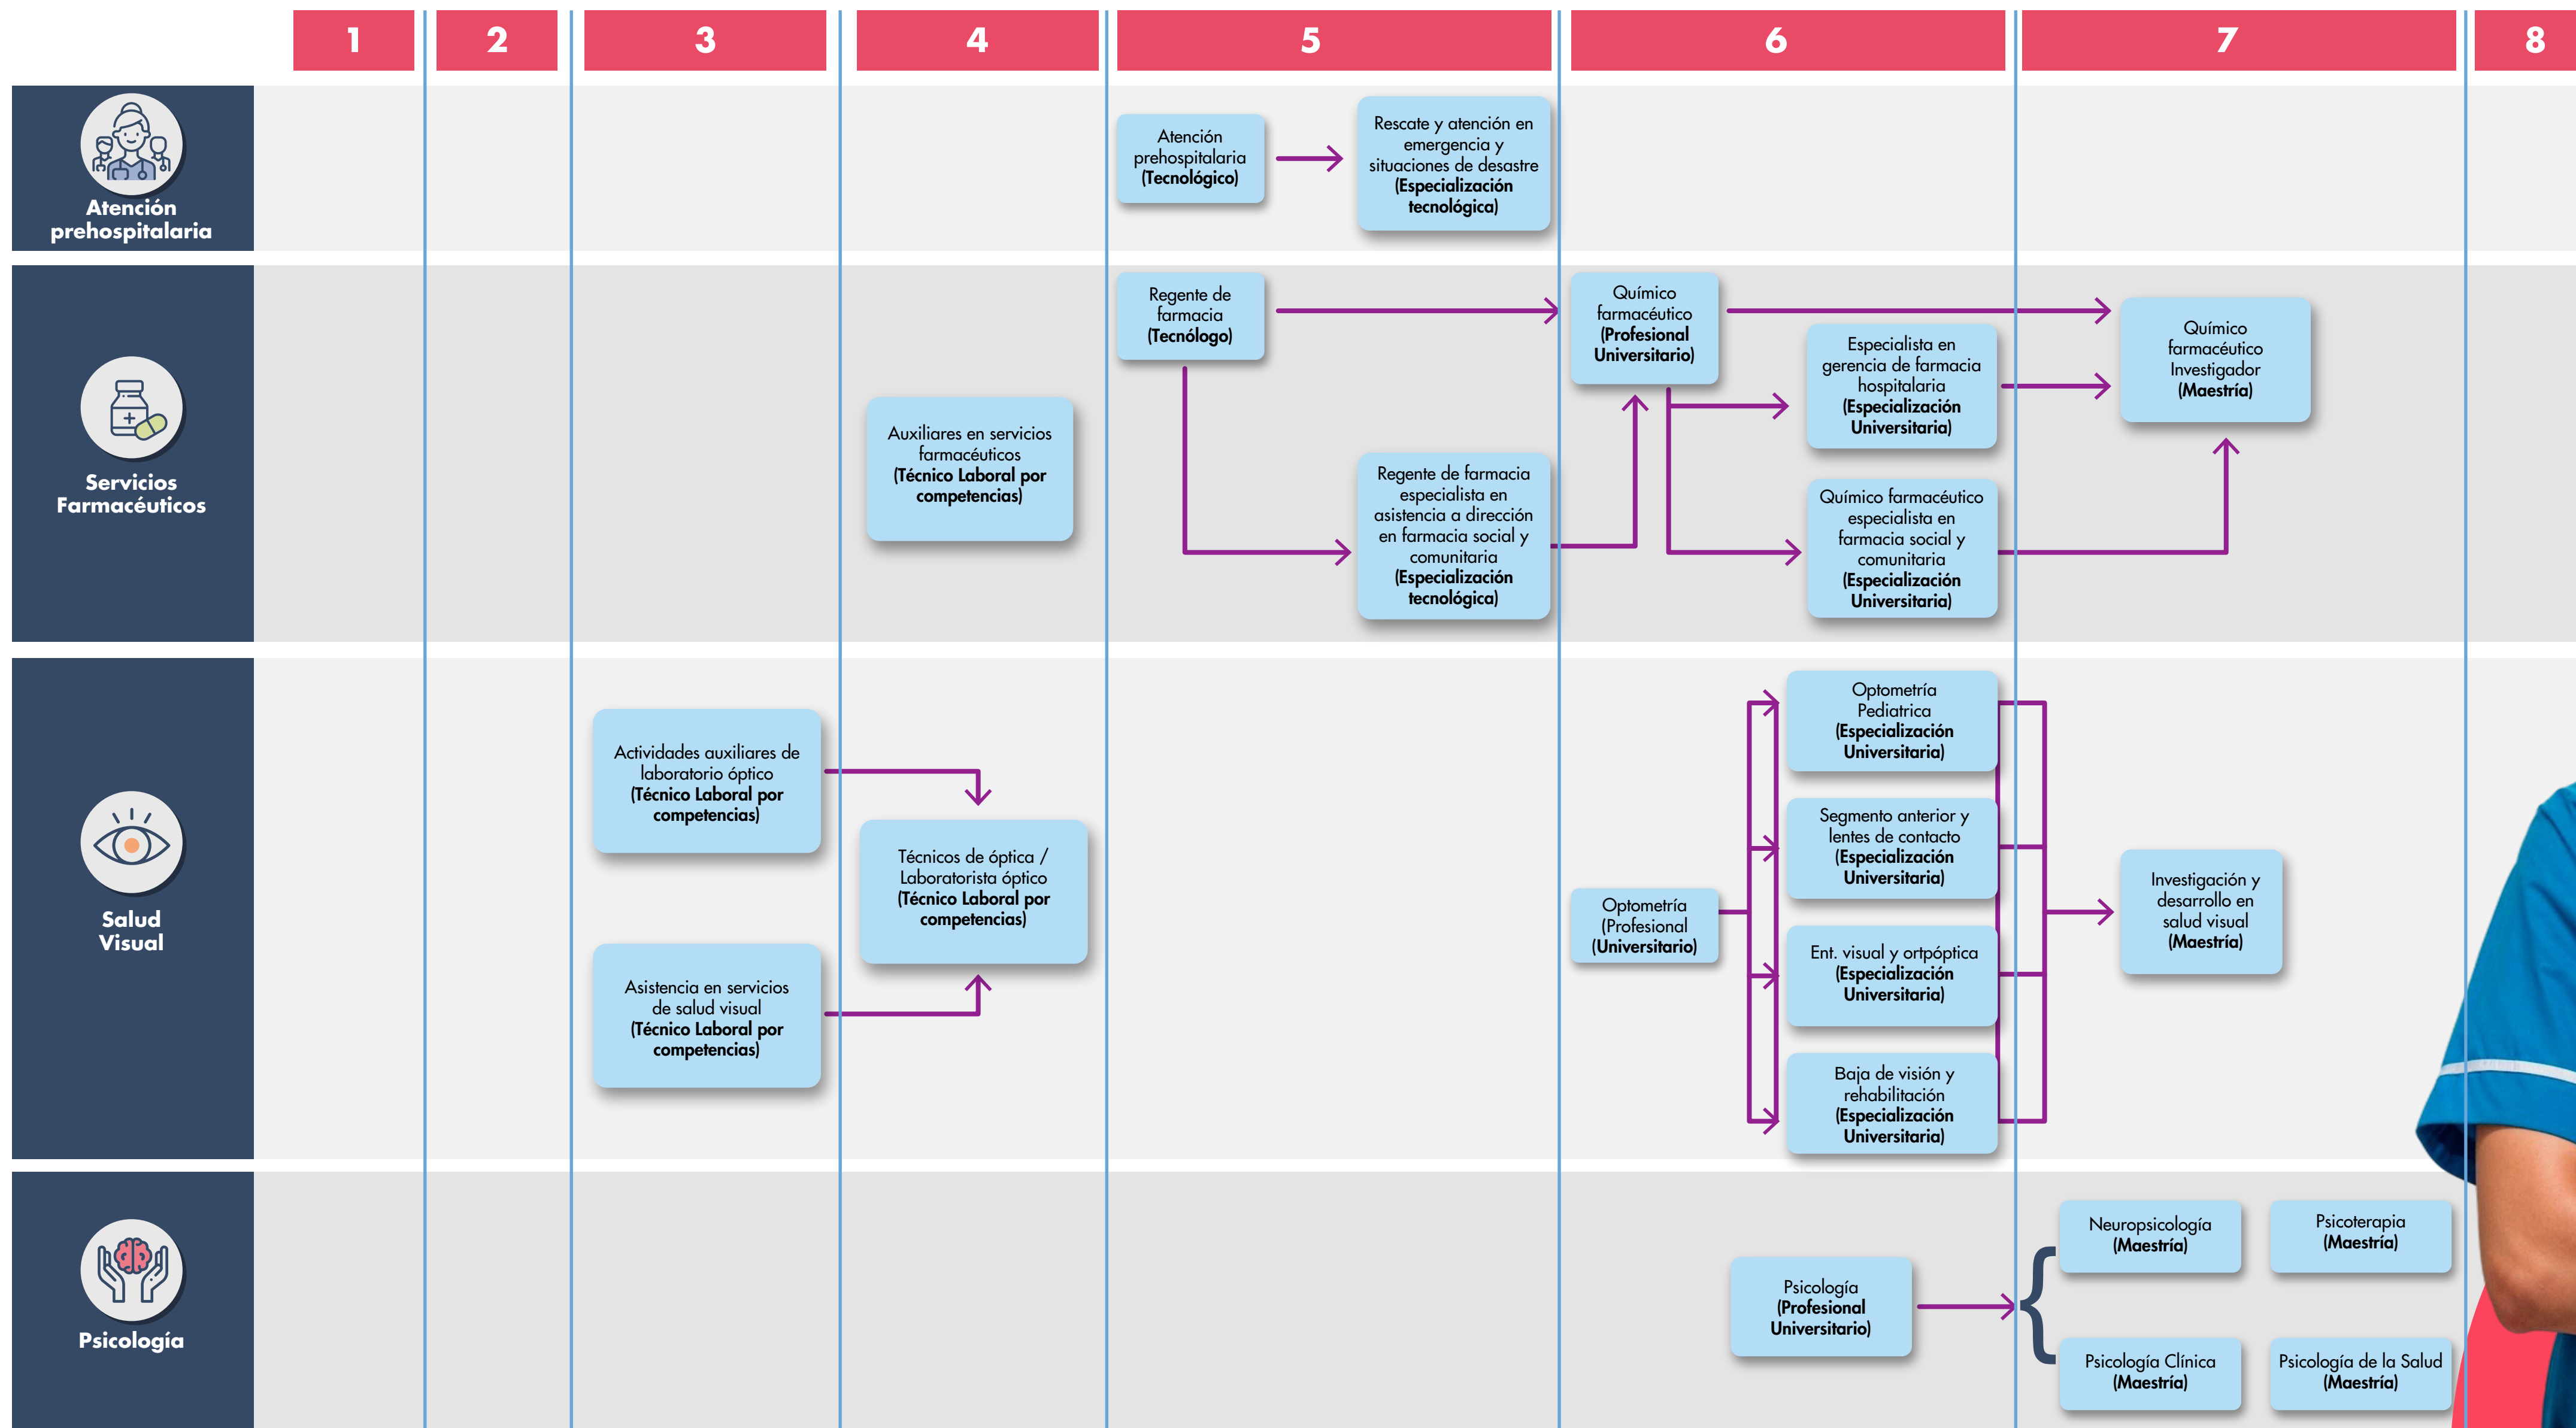 1
2
3
4
5
6
7
8
Atención
prehospitalaria
Atención
prehospitalaria
(Tecnológico)
Rescate y atención en
emergencia y
situaciones de desastre
(Especialización
tecnológica)
Servicios
Farmacéuticos
Auxiliares en servicios
farmacéuticos
(Técnico Laboral por
competencias)
Regente de
farmacia
(Tecnólogo)
Regente de farmacia
especialista en
asistencia a dirección
en farmacia social y
comunitaria
(Especialización
tecnológica)
Químico
farmacéutico
(Profesional
Universitario)
Especialista en
gerencia de farmacia
hospitalaria
(Especialización
Universitaria)
Químico farmacéutico
especialista en
farmacia social y
comunitaria
(Especialización
Universitaria)
Químico
farmacéutico
Investigador
(Maestría)
Salud
Visual
Actividades auxiliares de
laboratorio óptico
(Técnico Laboral por
competencias)
Asistencia en servicios
de salud visual
(Técnico Laboral por
competencias)
Técnicos de óptica /
Laboratorista óptico
(Técnico Laboral por
competencias)
Optometría
(Profesional
(Universitario)
Optometría
Pediatrica
(Especialización
Universitaria)
Segmento anterior y
lentes de contacto
(Especialización
Universitaria)
Ent. visual y ortpóptica
(Especialización
Universitaria)
Baja de visión y
rehabilitación
(Especialización
Universitaria)
Investigación y
desarrollo en
salud visual
(Maestría)
Psicología
Psicología
(Profesional
Universitario)
Neuropsicología
(Maestría)
Psicoterapia
(Maestría)
Psicología Clínica
(Maestría)
Psicología de la Salud
(Maestría)